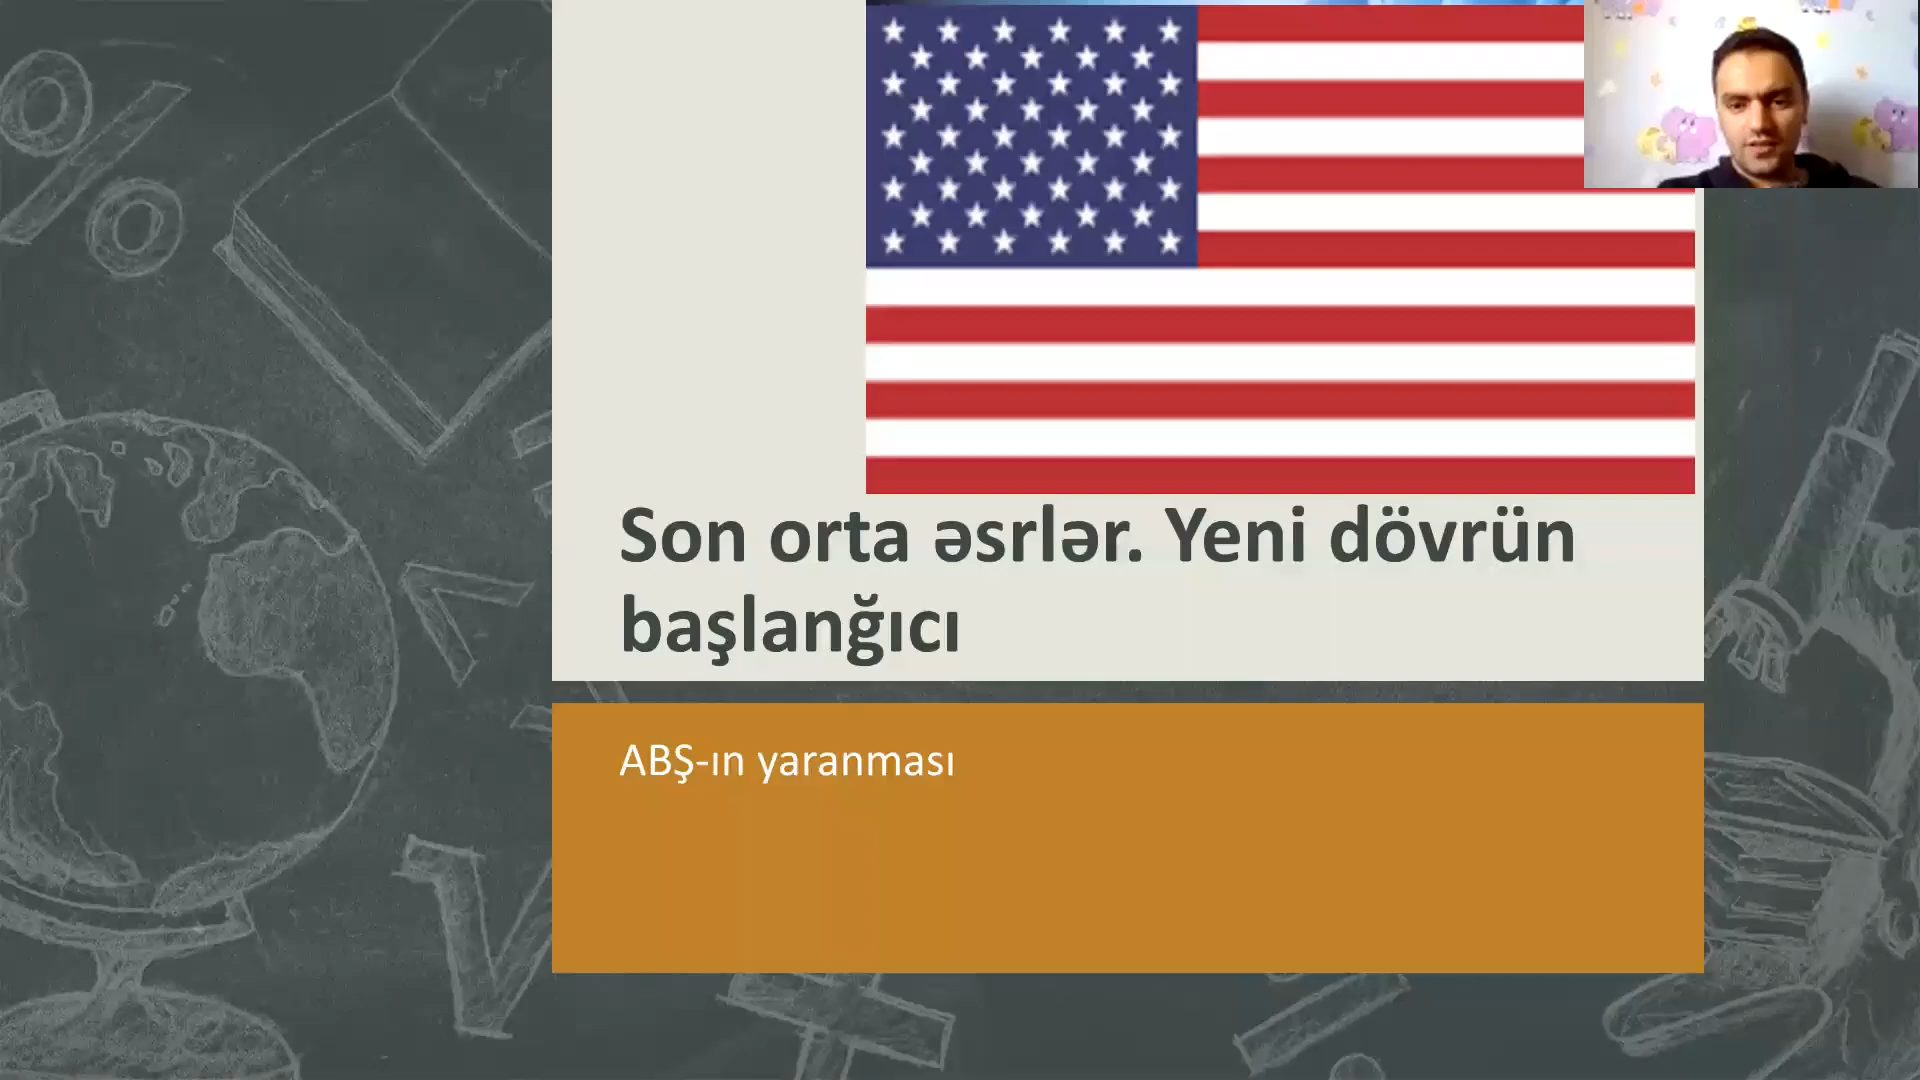 Son orta əsrlər. Yeni dövrün
başlanğıcı
ABŞ-ın yaranması